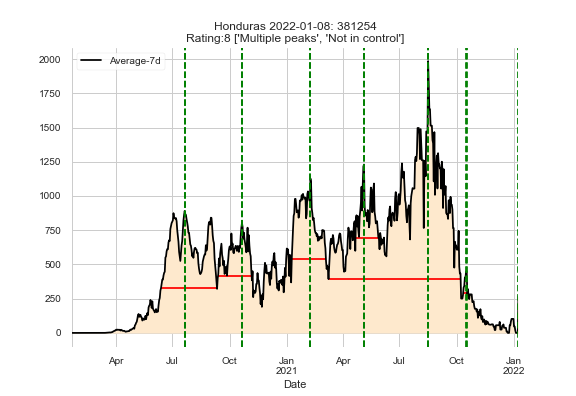 Honduras 2022-01-08: 381254
Rating:8 ['Multiple peaks', 'Not in control']
Average-7d
2000
1750
1500
1250
1000
750
500
250
0
Apr
Jul
Oct
Jan
2021
Apr
Jul
Oct
Jan
2022
Date